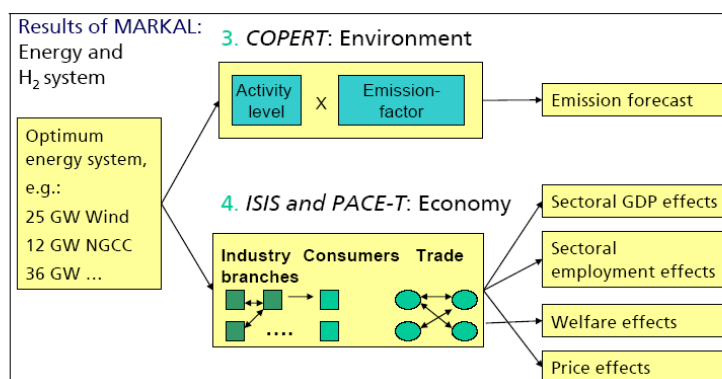 Results of MARKAL:
Energy and
H2 system
3. COPERT: Environment
Activity
level
X
Emission-
factor
Emission forecast
Optimum
energy system,
e.g.:
25 GW Wind
12 GW NGCC
36 GW ...
4. ISIS and PACE-T: Economy
Industry
branches
Consumers
Trade
....
Sectoral GDP effects
Sectoral
employment effects
Welfare effects
Price effects